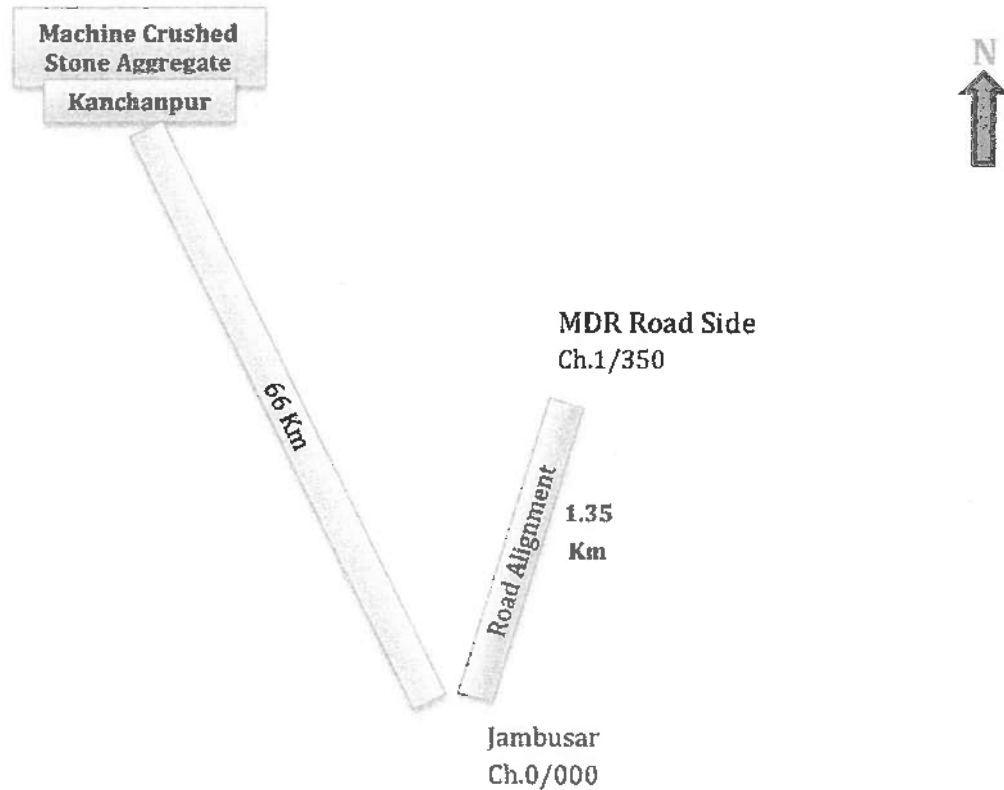 Machine Crushed
Stone Aggregate
Kanchanpur
N
MDR Road Side
Ch.1/350
66 Km
Road Alignment
1.35
Km
Jambusar
Ch.0/000